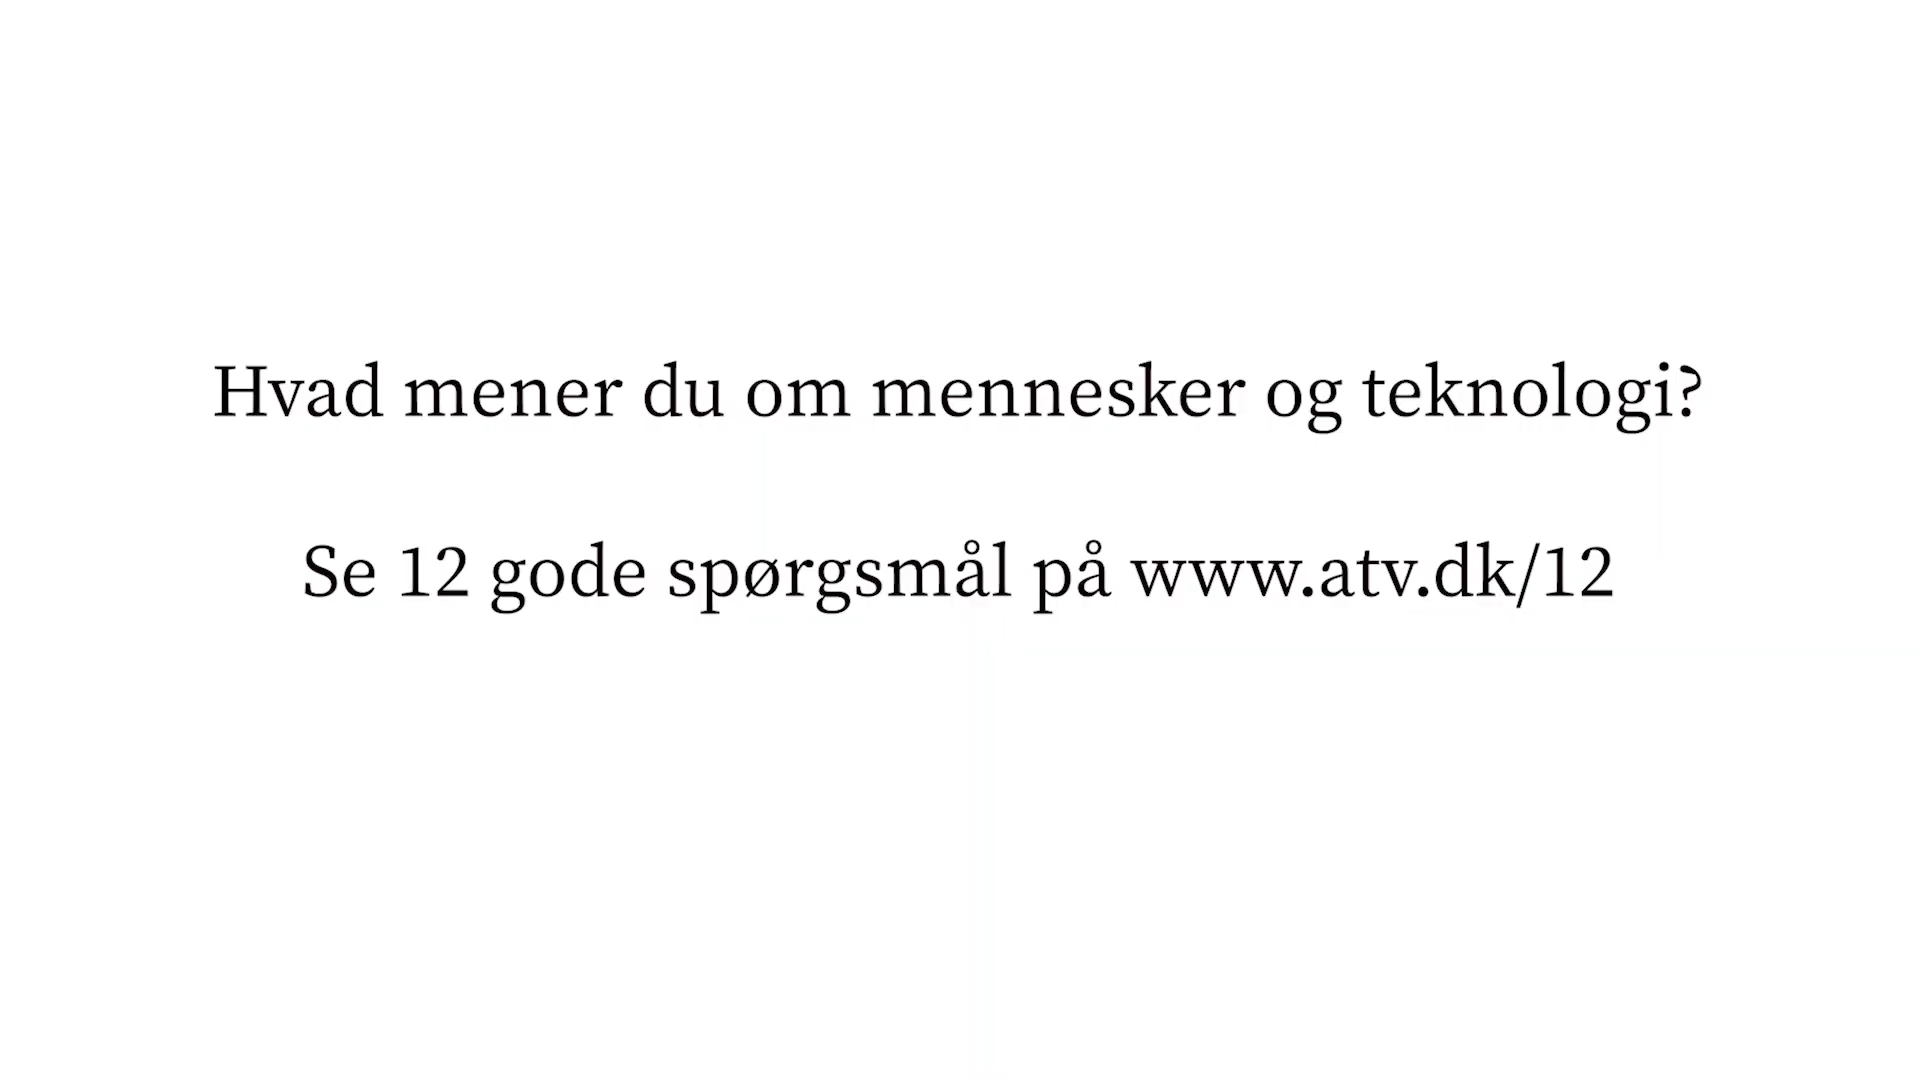 Hvad mener du om mennesker og teknologi?
Se 12 gode spørgsmål på www.atv.dk/12